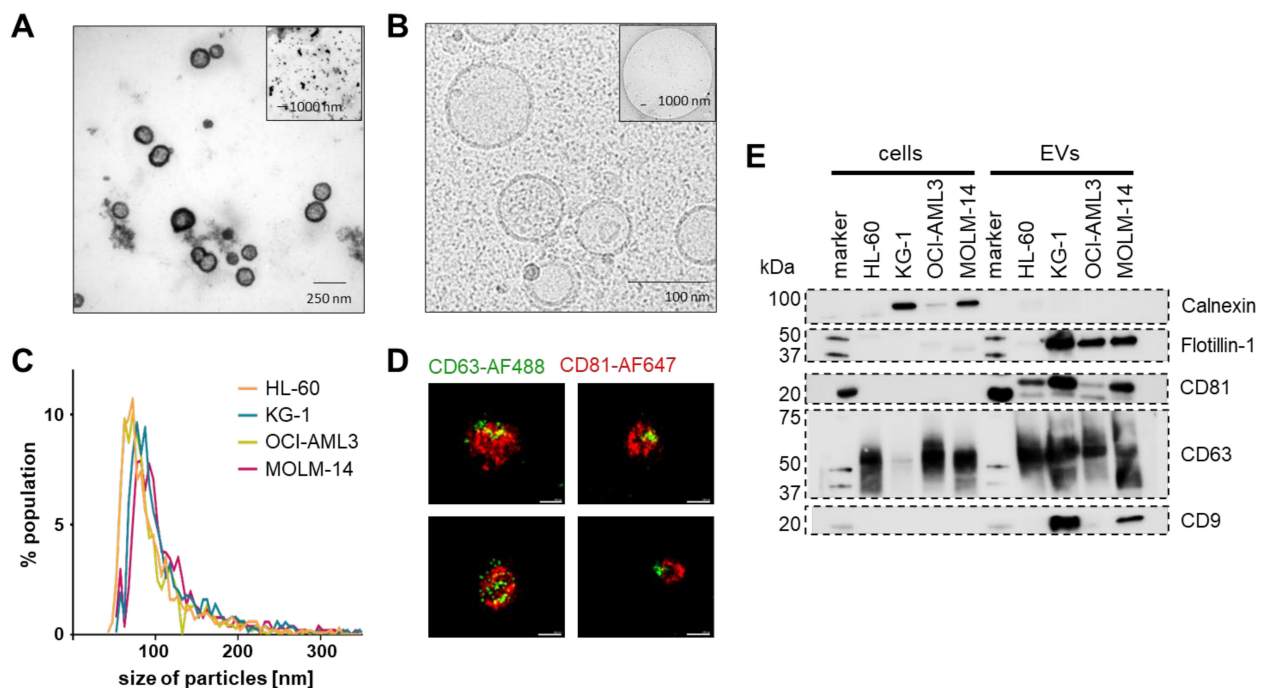 A
1000 nm
250 nm
B
1000 nm
100 nm
C
HL-60
KG-1
OCI-AML3
MOLM-14
% population
10
5
0
100 200 300
size of particles [nm]
D
CD63-AF488 CD81-AF647
E
cells EVs
kDa
marker HL-60 KG-1 OCI-AML3 MOLM-14 marker HL-60 KG-1 OCI-AML3 MOLM-14
100 Calnexin
50
37 Flotillin-1
20 CD81
75
50 CD63
37
20 CD9